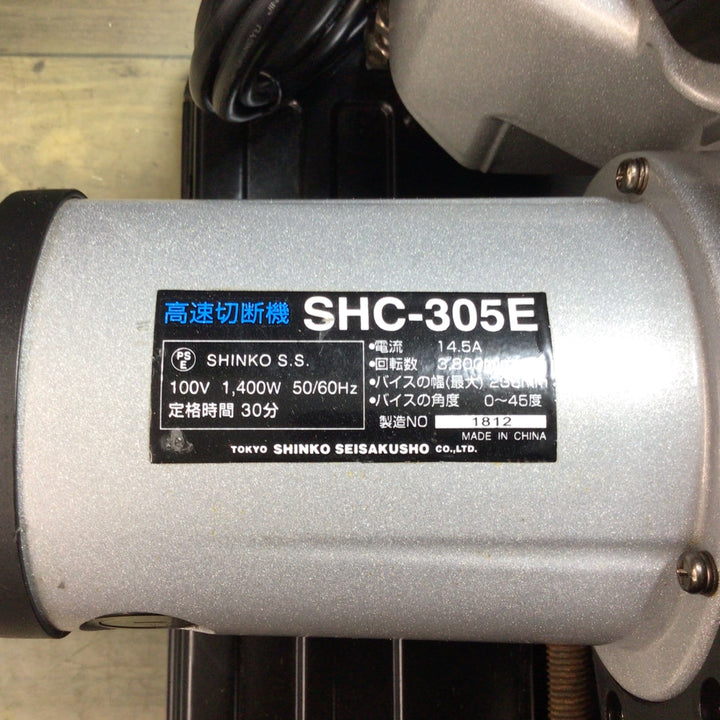 高速切断機 SHC-305E
PS E SHINKO S.S.
100V 1,400W 50/60Hz
定格時間 30分
•電流 14.5A
•回転数
•バイスの幅(最大)
•バイスの角度 0〜45度
製造NO 1812
MADE IN CHINA
TOKYO SHINKO SEISAKUSHO CO.,LTD.